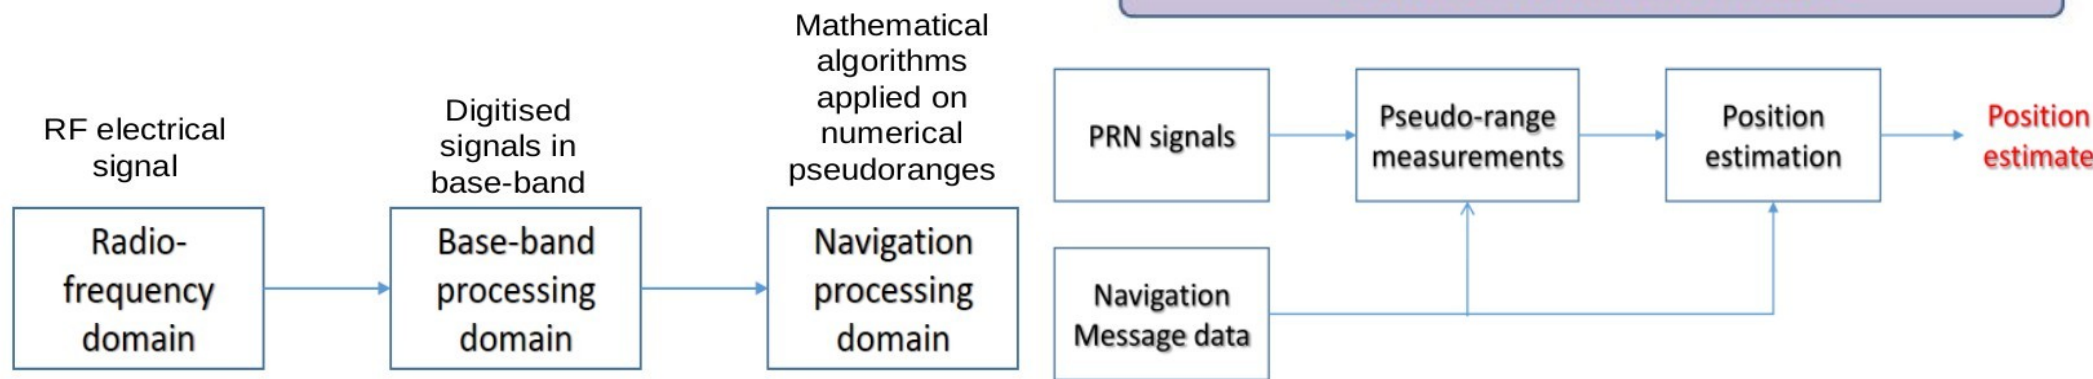 RF electrical
signal
Radio-
frequency
domain
Digitised
signals in
base-band
Base-band
processing
domain
Mathematical
algorithms
applied on
numerical
pseudoranges
Navigation
processing
domain
PRN signals
Pseudo-range
measurements
Position
estimation
Position
estimate
Navigation
Message data